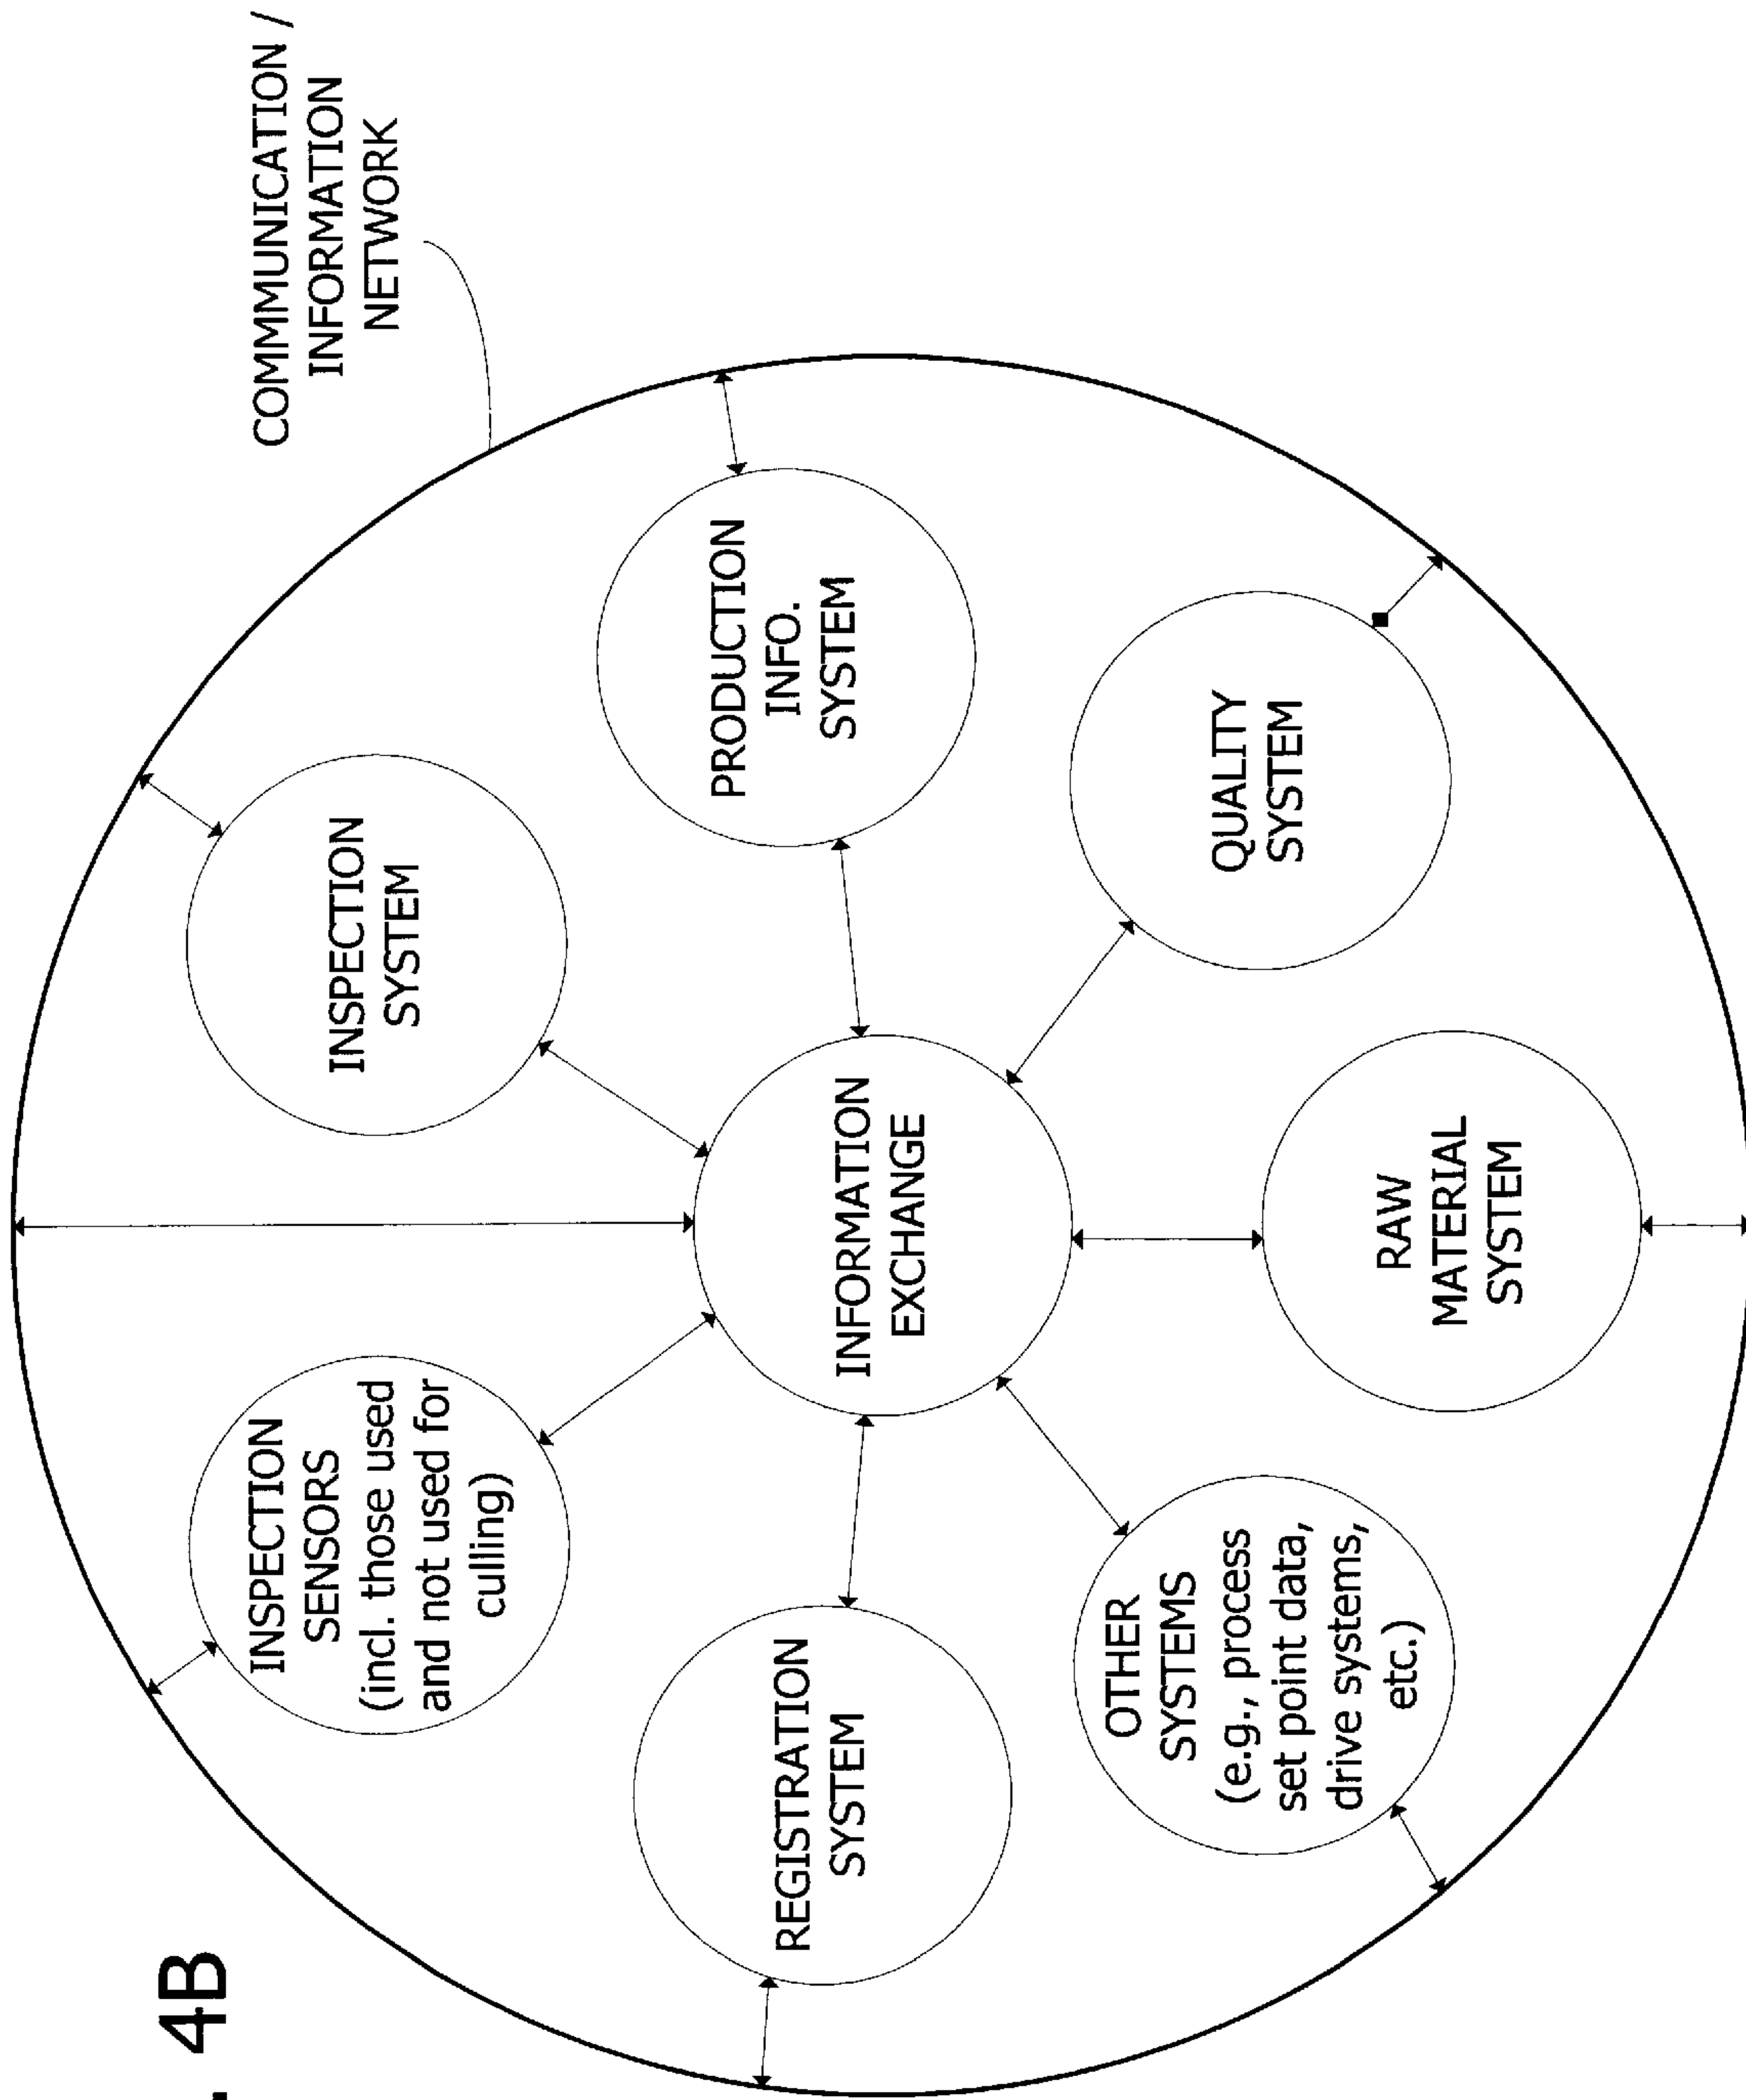 . 4B
COMMMUNICATION /
INFORMATION
NETWORK
INSPECTION
SENSORS
(incl. those used
and not used for
culling)
INSPECTION
SYSTEM
REGISTRATION
SYSTEM
INFORMATION
EXCHANGE
PRODUCTION
INFO.
SYSTEM
OTHER
SYSTEMS
(e.g., process
set point data,
drive systems,
etc.)
RAW
MATERIAL
SYSTEM
QUALITY
SYSTEM